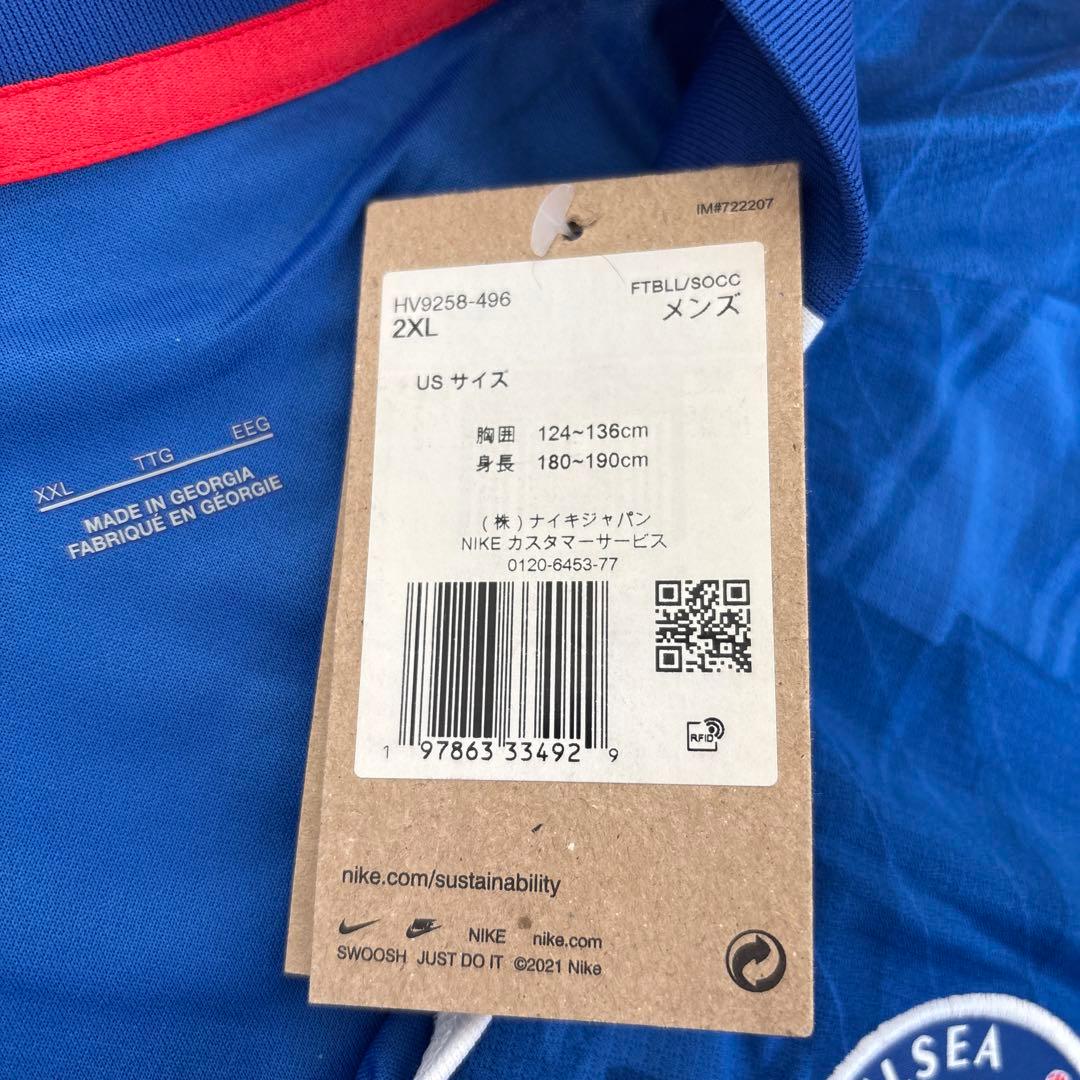 IM#722207
HV9258-496
2XL
FTBLL/SOCC
メンズ
US サイズ
胸囲 124~136cm
身長 180~190cm
(株)ナイキジャパン
NIKE カスタマーサービス
0120-6453-77
1 97863 33492 9
RFID
nike.com/sustainability
NIKE nike.com
SWOOSH JUST DO IT ©2021 Nike
XXL TTG EEG
MADE IN GEORGIA
FABRIQUÉ EN GÉORGIE
LSEA